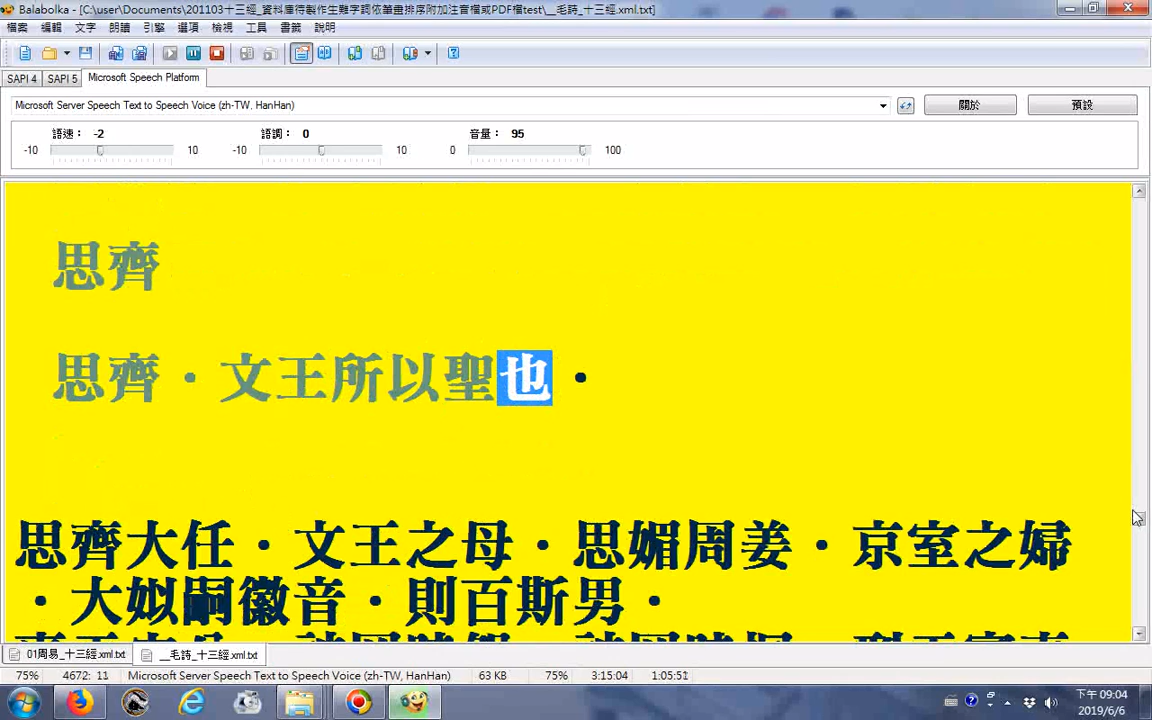 Balabolka - [C:\user\Documents\201103十三經_資料庫待製作生難字詞依筆畫排序附加注音檔或PDF檔test\__毛詩_十三經.xml.txt]
檔案 編輯 文字 朗讀 引擎 選項 檢視 工具 書籤 說明
SAPI 4 SAPI 5 Microsoft Speech Platform
Microsoft Server Speech Text to Speech Voice (zh-TW, HanHan) 關於 預設
語速： -2 語調： 0 音量： 95
-10 10 -10 10 0 100
思齊
思齊・文王所以聖也・
思齊大任・文王之母・思媚周姜・京室之婦
・大姒嗣徽音・則百斯男・
01周易_十三經.xml.txt __毛詩_十三經.xml.txt
75% 4672: 11 Microsoft Server Speech Text to Speech Voice (zh-TW, HanHan) 63 KB 75% 3:15:04 1:05:51
下午 09:04
2019/6/6